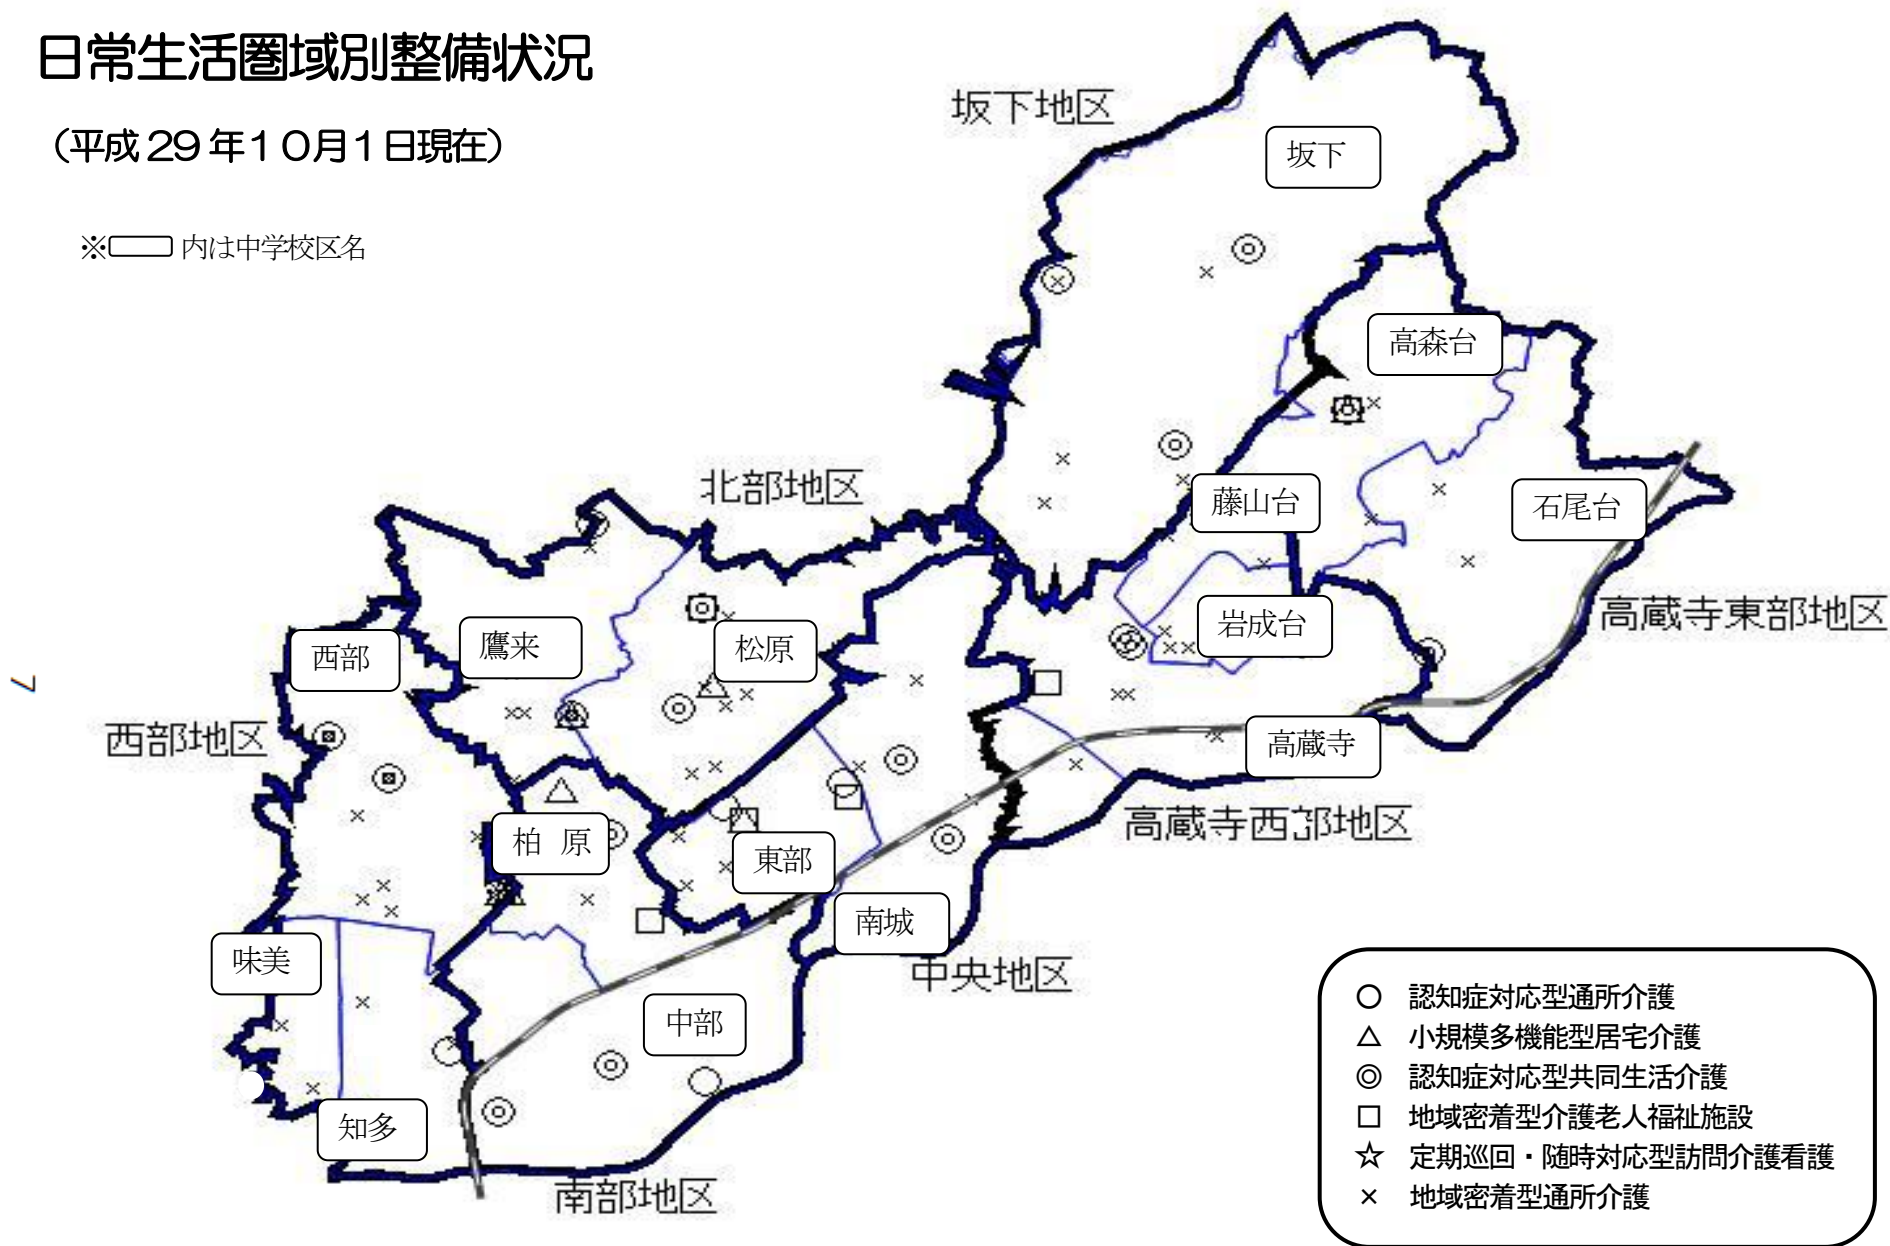 日常生活圏域別整備状況
（平成29年10月1日現在）
※内は中学校区名
坂下地区
坂下
高森台
北部地区
藤山台
石尾台
高蔵寺東部地区
岩成台
西部
鷹来
松原
西部地区
高蔵寺
高蔵寺西部地区
柏 原
東部
南城
味美
中央地区
中部
知多
南部地区
7
○ 認知症対応型通所介護
△ 小規模多機能型居宅介護
◎ 認知症対応型共同生活介護
□ 地域密着型介護老人福祉施設
☆ 定期巡回・随時対応型訪問介護看護
× 地域密着型通所介護